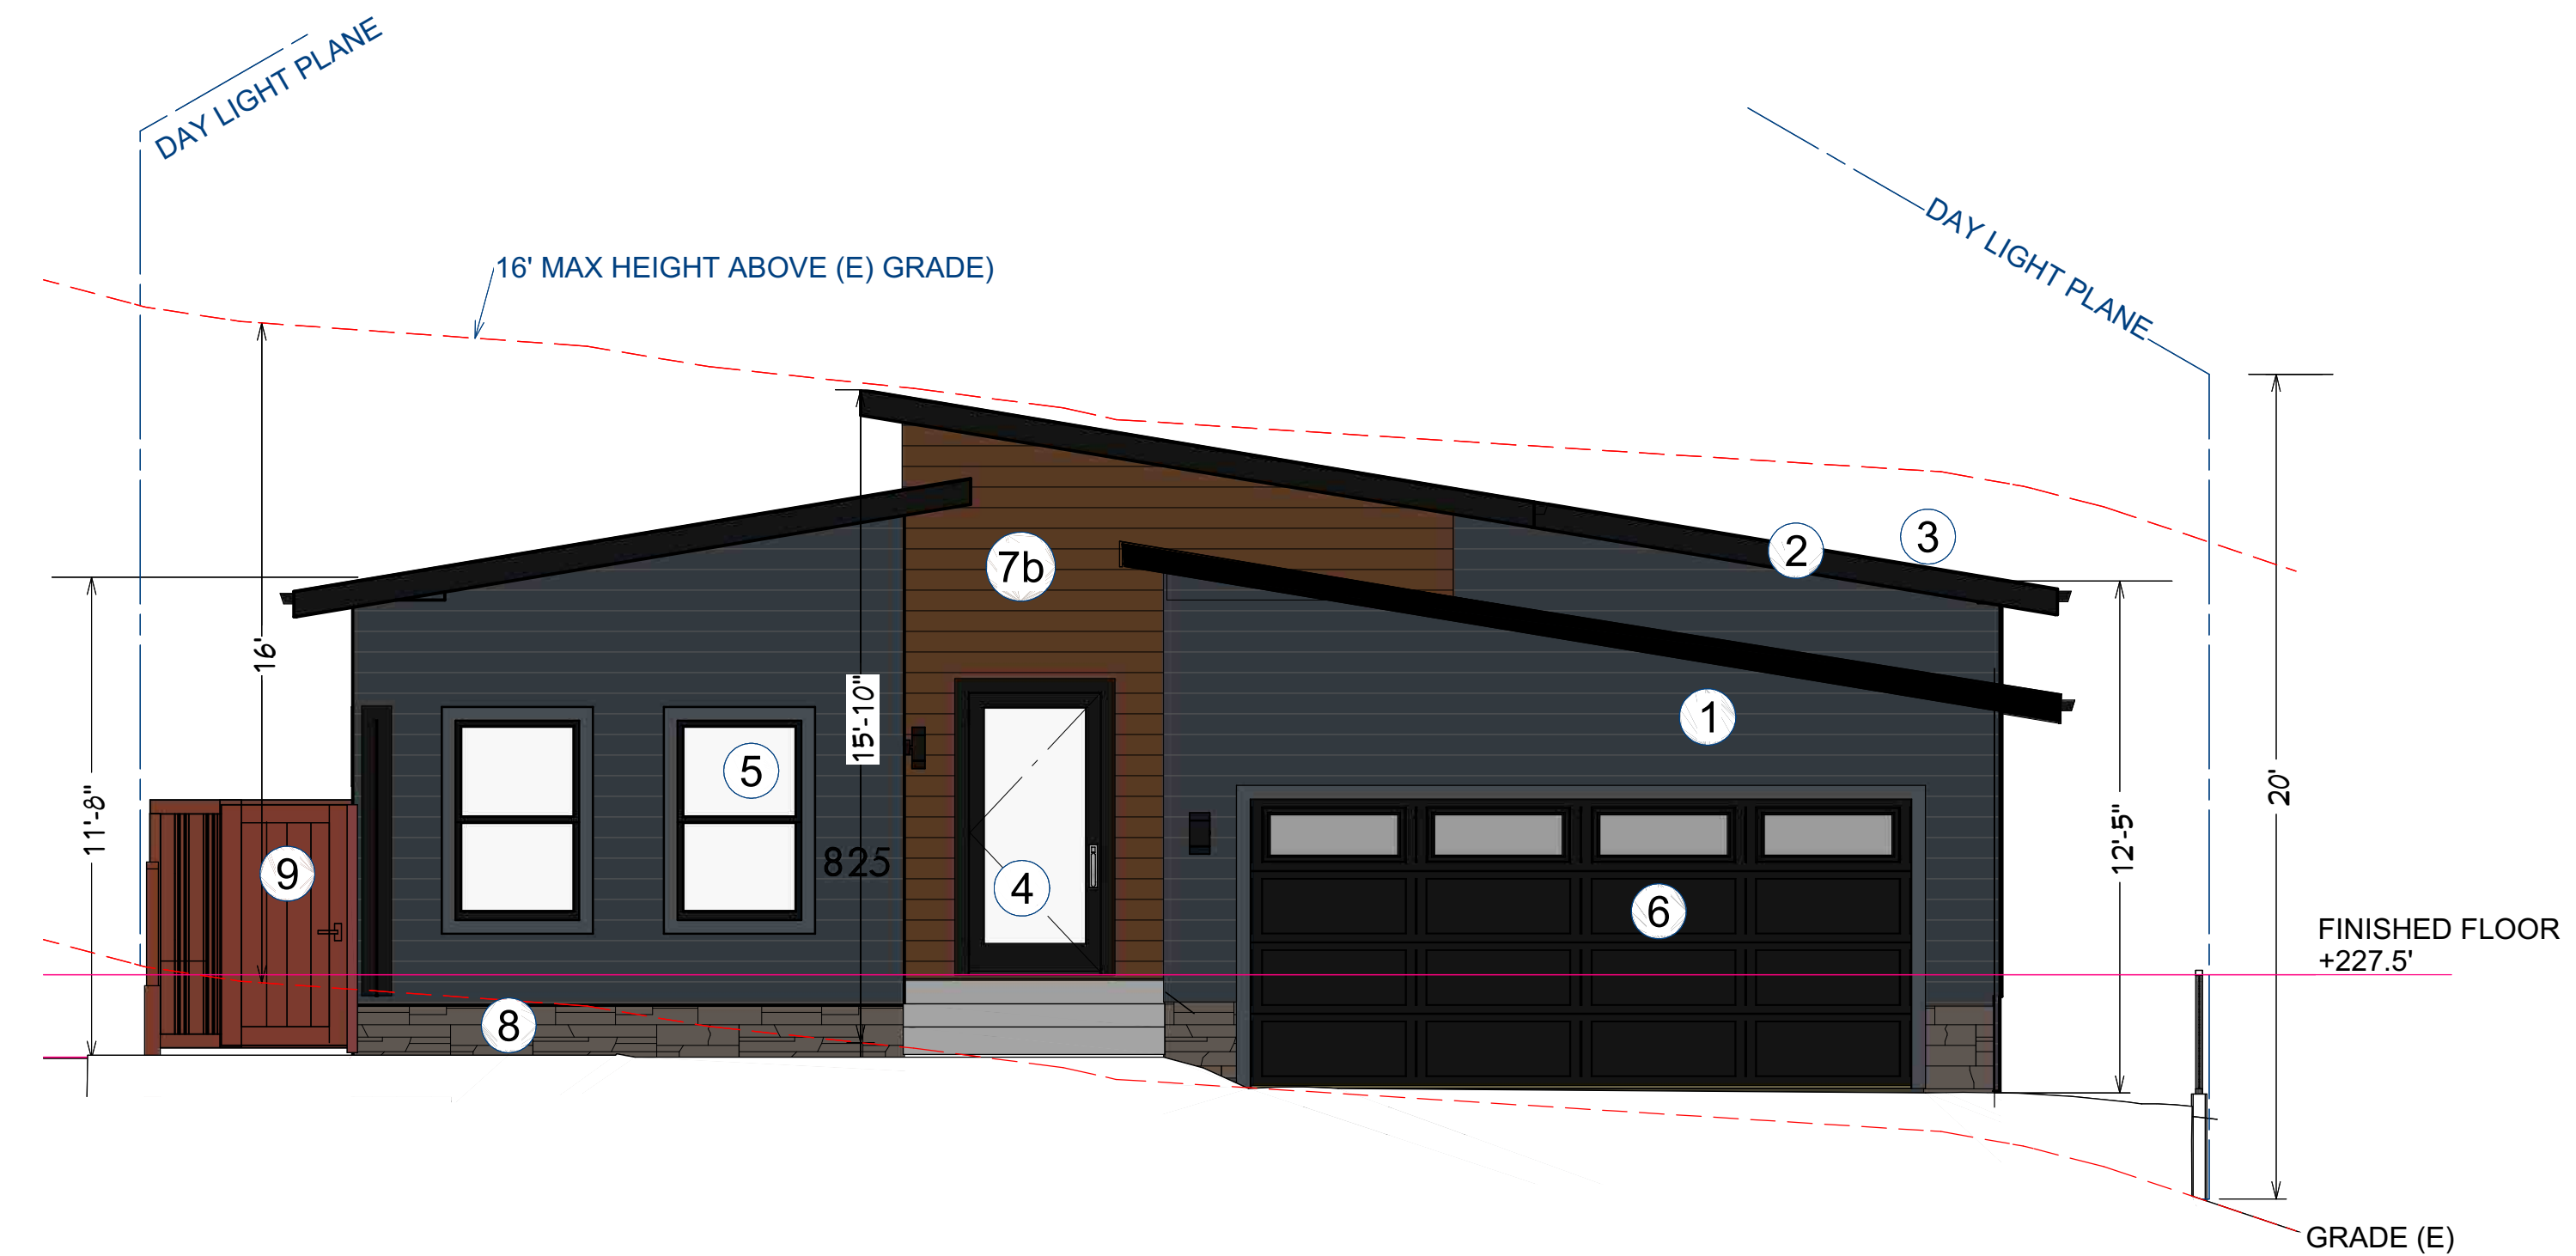 DAY LIGHT PLANE
16' MAX HEIGHT ABOVE (E) GRADE)
DAY LIGHT PLANE
2
3
7b
16'
15'-10"
1
5
20'
11'-8"
12'-5"
825
9
4
6
FINISHED FLOOR
+227.5'
8
GRADE (E)